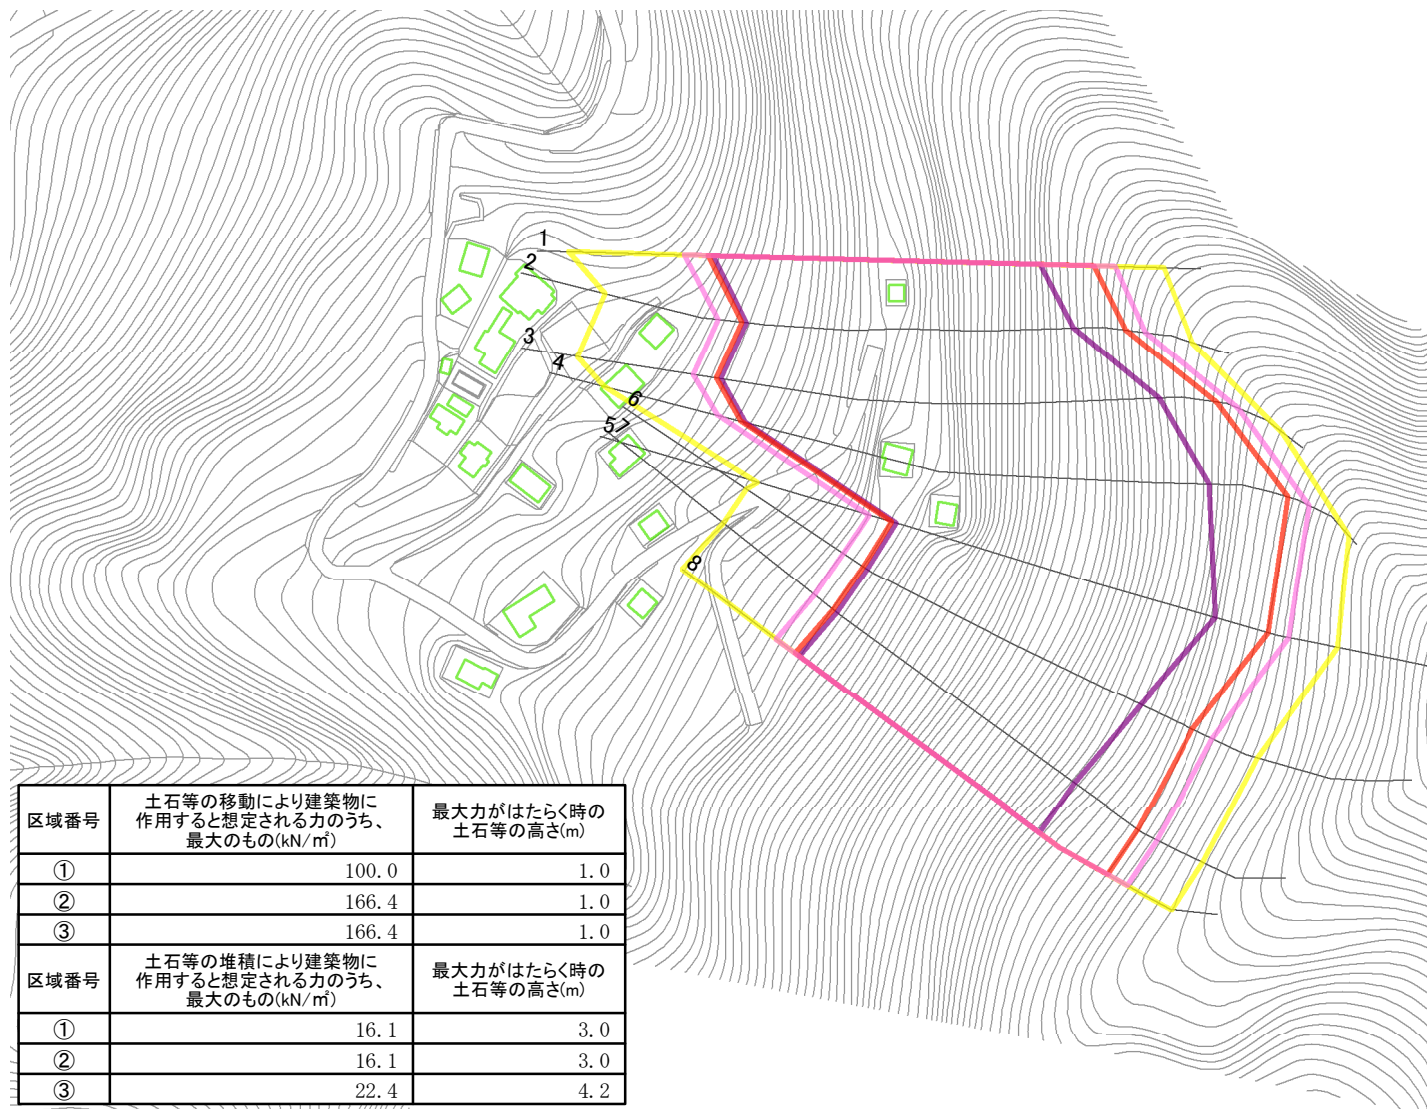 1
2
3
4
6
5
7
8
区域番号
土石等の移動により建築物に
作用すると想定される力のうち、
最大のもの(kN/㎡)
最大力がはたらく時の
土石等の高さ(m)
① 100.0 1.0
② 166.4 1.0
③ 166.4 1.0
区域番号
土石等の堆積により建築物に
作用すると想定される力のうち、
最大のもの(kN/㎡)
最大力がはたらく時の
土石等の高さ(m)
① 16.1 3.0
② 16.1 3.0
③ 22.4 4.2